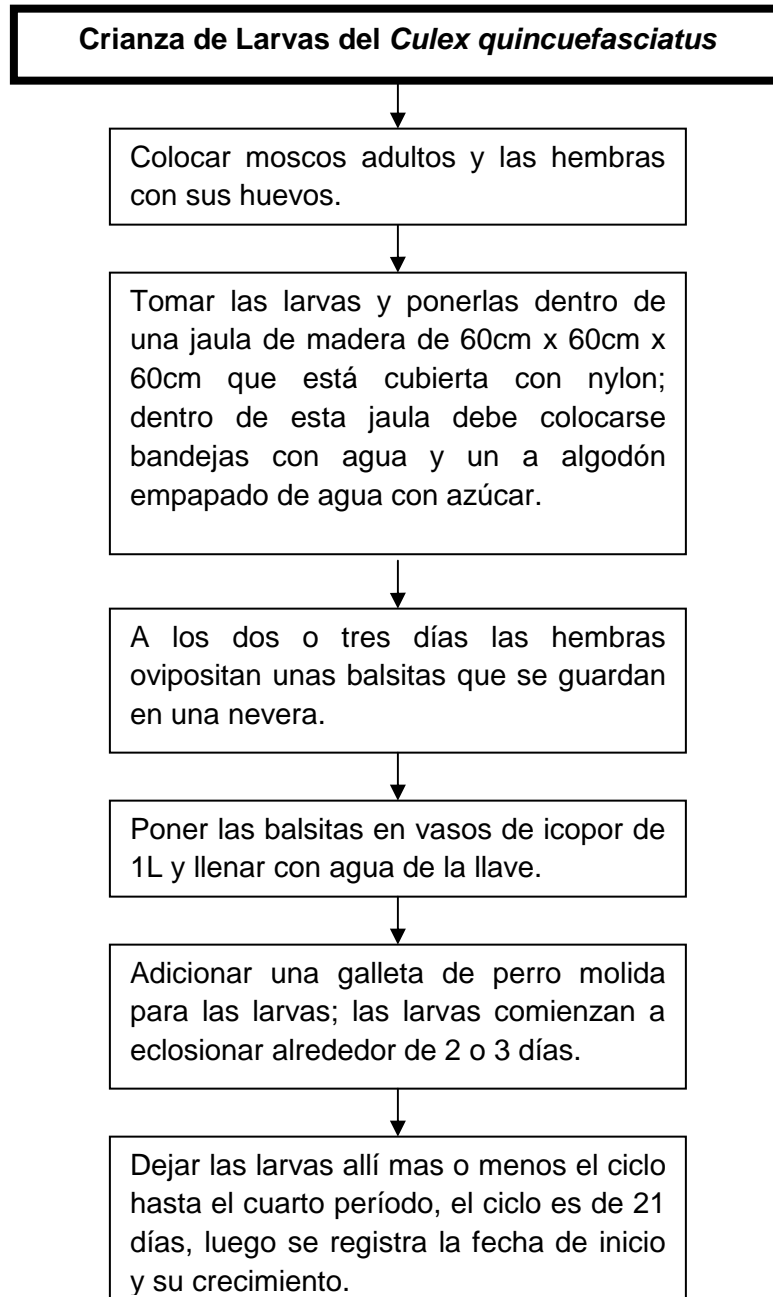 Crianza de Larvas del Culex quincuefasciatus
Colocar moscos adultos y las hembras
con sus huevos.
Tomar las larvas y ponerlas dentro de
una jaula de madera de 60cm x 60cm x
60cm que está cubierta con nylon;
dentro de esta jaula debe colocarse
bandejas con agua y un a algodón
empapado de agua con azúcar.
A los dos o tres días las hembras
ovipositan unas balsitas que se guardan
en una nevera.
Poner las balsitas en vasos de icopor de
1L y llenar con agua de la llave.
Adicionar una galleta de perro molida
para las larvas; las larvas comienzan a
eclosionar alrededor de 2 o 3 días.
Dejar las larvas allí mas o menos el ciclo
hasta el cuarto período, el ciclo es de 21
días, luego se registra la fecha de inicio
y su crecimiento.